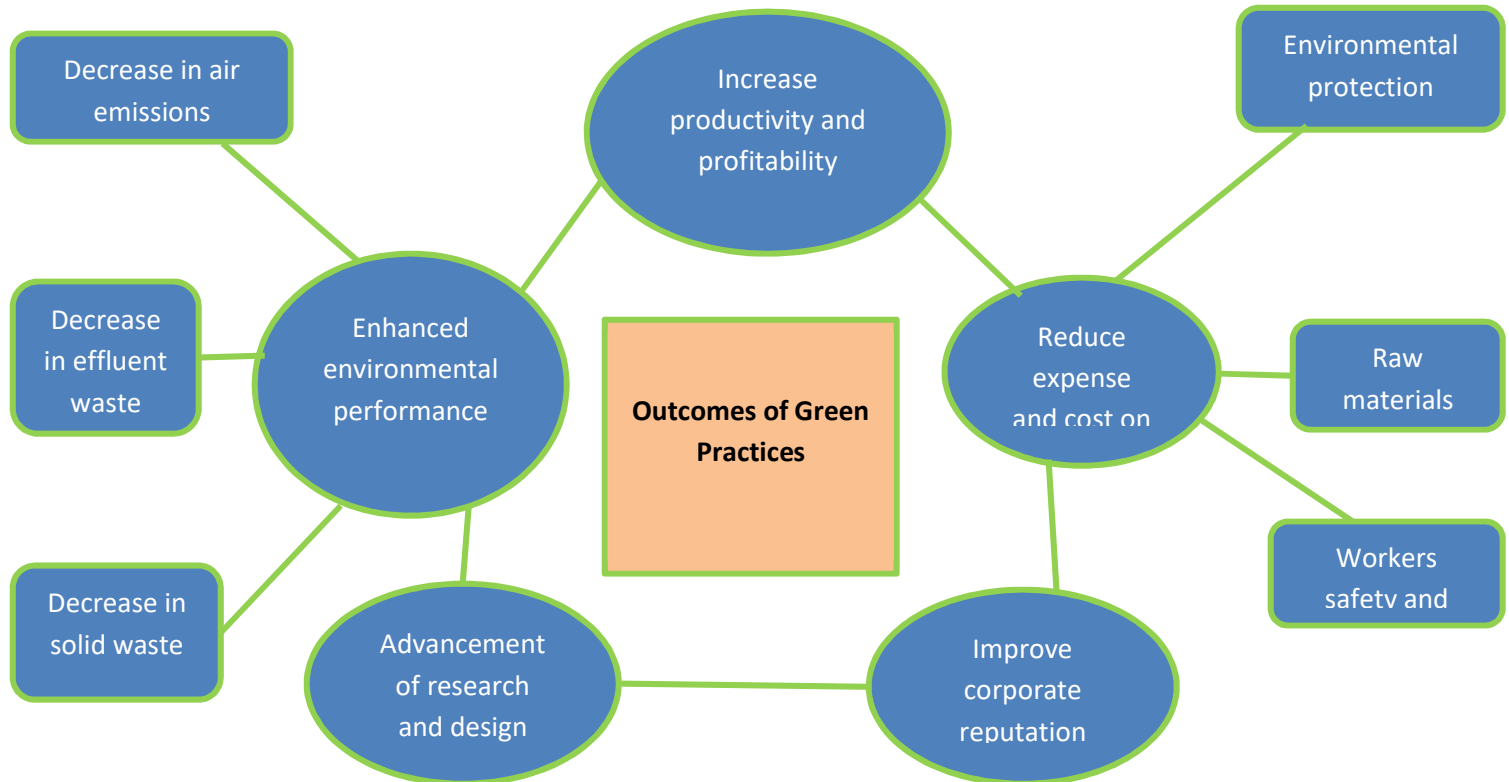 Decrease in air
emissions
Increase
productivity and
profitability
Environmental
protection
Decrease
in effluent
waste
Enhanced
environmental
performance
Outcomes of Green
Practices
Reduce
expense
and cost on
Raw
materials
Decrease in
solid waste
Advancement
of research
and design
Improve
corporate
reputation
Workers
safety and